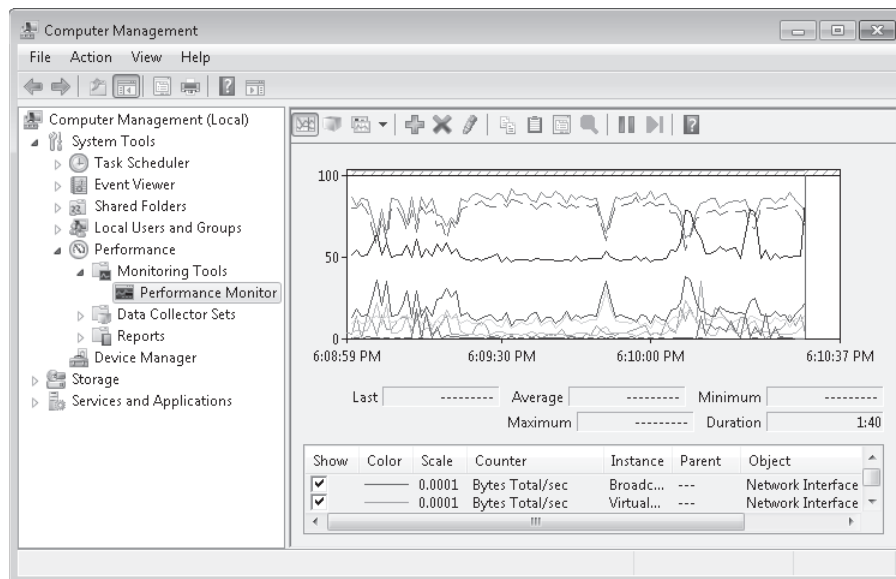 Computer Management
File Action View Help
Computer Management (Local)
System Tools
Task Scheduler
Event Viewer
Shared Folders
Local Users and Groups
Performance
Monitoring Tools
Performance Monitor
Data Collector Sets
Reports
Device Manager
Storage
Services and Applications
100
50
0
6:08:59 PM 6:09:30 PM 6:10:00 PM 6:10:37 PM
Last --------- Average --------- Minimum ---------
Maximum --------- Duration 1:40
Show Color Scale Counter Instance Parent Object
0.0001 Bytes Total/sec Broadc... --- Network Interface
0.0001 Bytes Total/sec Virtual... --- Network Interface